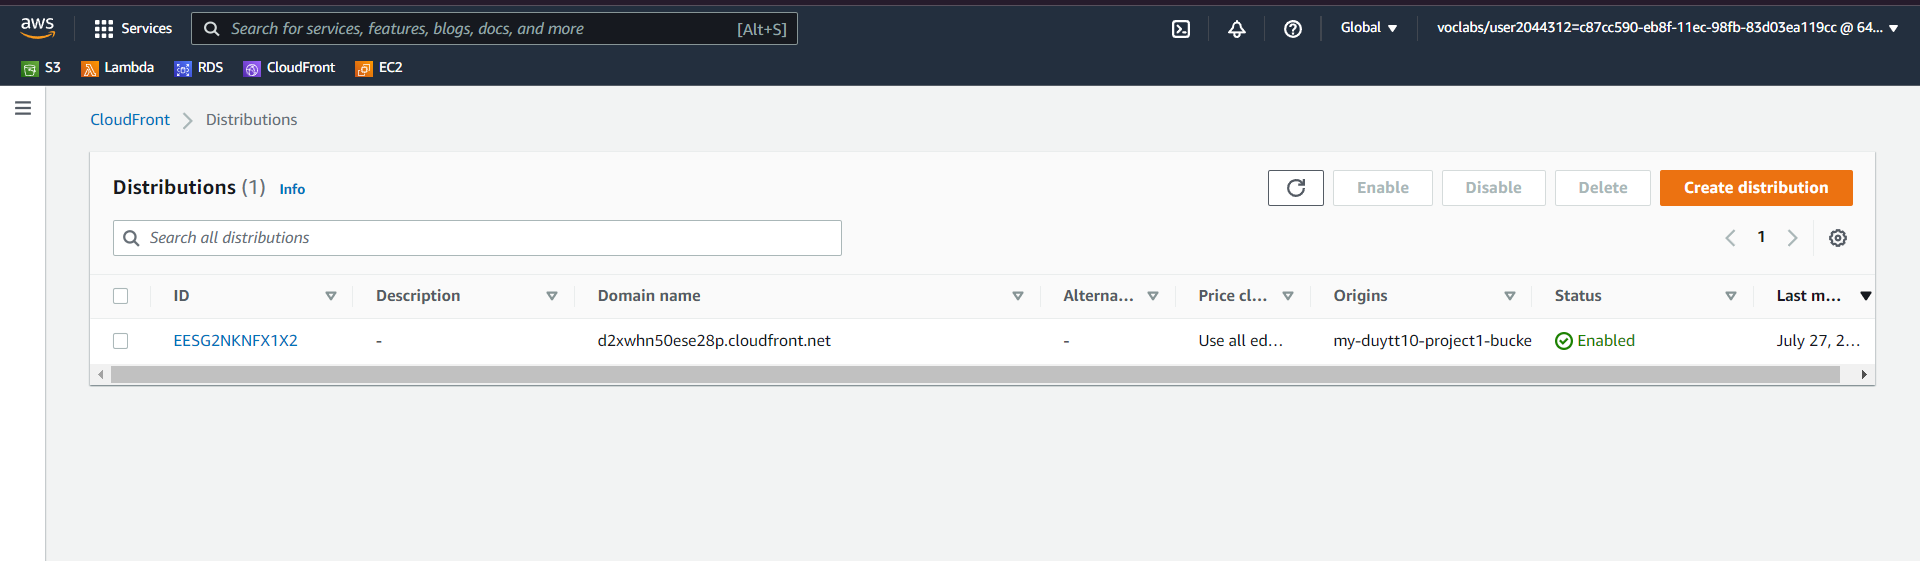 aws Services Search for services, features, blogs, docs, and more [Alt+S] Global voclabs/user2044312=c87cc590-eb8f-11ec-98fb-83d03ea119cc @ 64...
S3 Lambda RDS CloudFront EC2
CloudFront Distributions
Distributions (1) Info Enable Disable Delete Create distribution
Search all distributions 1
ID Description Domain name Alterna... Price cl... Origins Status Last m...
EESG2NKNFX1X2 - d2xwhn50ese28p.cloudfront.net - Use all ed... my-duytt10-project1-bucke Enabled July 27, 2...